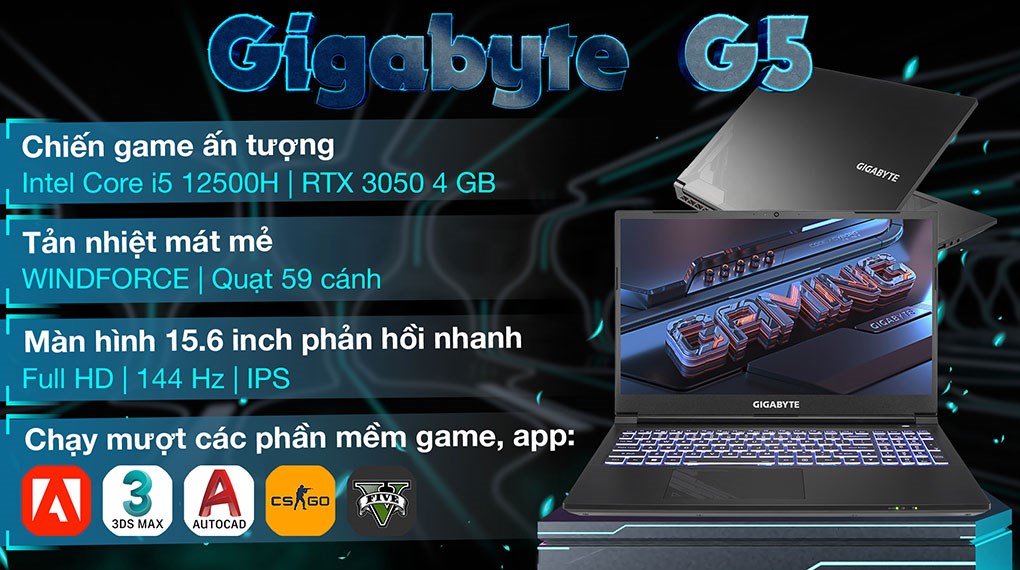 Gigabyte G5
Chiến game ấn tượng
Intel Core i5 12500H | RTX 3050 4 GB
Tản nhiệt mát mẻ
WINDFORCE | Quạt 59 cánh
Màn hình 15.6 inch phản hồi nhanh
Full HD | 144 Hz | IPS
Chạy mượt các phần mềm game, app:
3
3DS MAX
A
AUTOCAD
CS GO
V
FIVE
GIGABYTE
GAMING
GIGABYTE
GIGABYTE